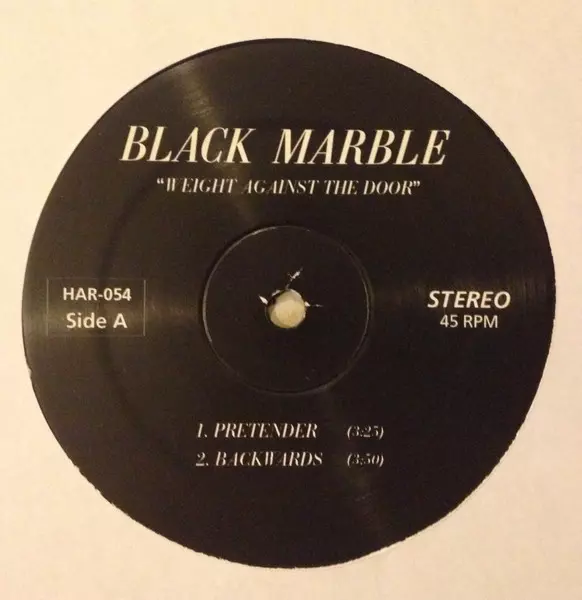 BLACK MARBLE
“WEIGHT AGAINST THE DOOR”
HAR-054
Side A
STEREO
45 RPM
1. PRETENDER (3:25)
2. BACKWARDS (3:50)